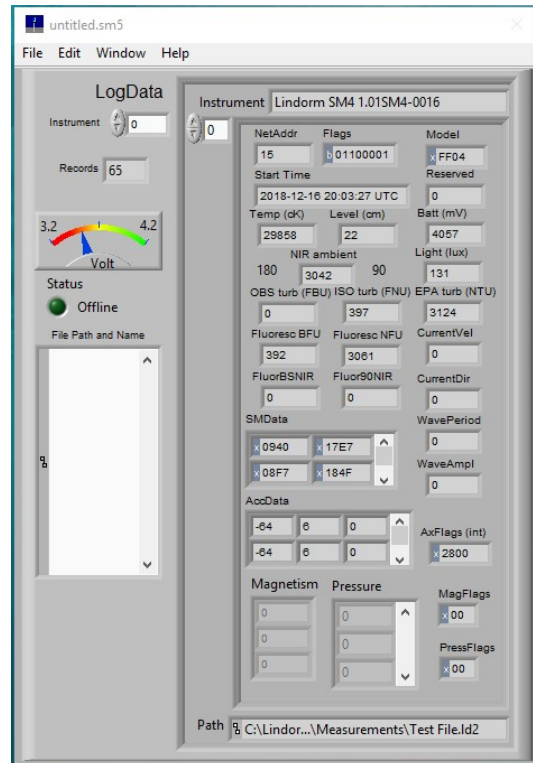 untitled.sm5
File Edit Window Help
LogData
Instrument 0
Records 65
3.2 4.2
Volt
Status
Offline
File Path and Name
Instrument Lindorm SM4 1.01SM4-0016
0
NetAddr Flags Model
15 b 01100001 x FF04
Start Time Reserved
2018-12-16 20:03:27 UTC 0
Temp (cK) Level (cm) Batt (mV)
29858 22 4057
NIR ambient Light (lux)
180 3042 90 131
OBS turb (FBU) ISO turb (FNU) EPA turb (NTU)
0 397 3124
Fluoresc BFU Fluoresc NFU CurrentVel
392 3061 0
FluorBSNIR Fluor90NIR CurrentDir
0 0 0
SMData WavePeriod
x 0940 x 17E7 0
x 08F7 x 184F
WaveAmpl
0
AccData
-64 6 0 AxFlags (int)
-64 6 0 x 2800
Magnetism Pressure MagFlags
0 0 x 00
0 0 PressFlags
0 0 x 00
Path C:\Lindor...\Measurements\Test File.ld2